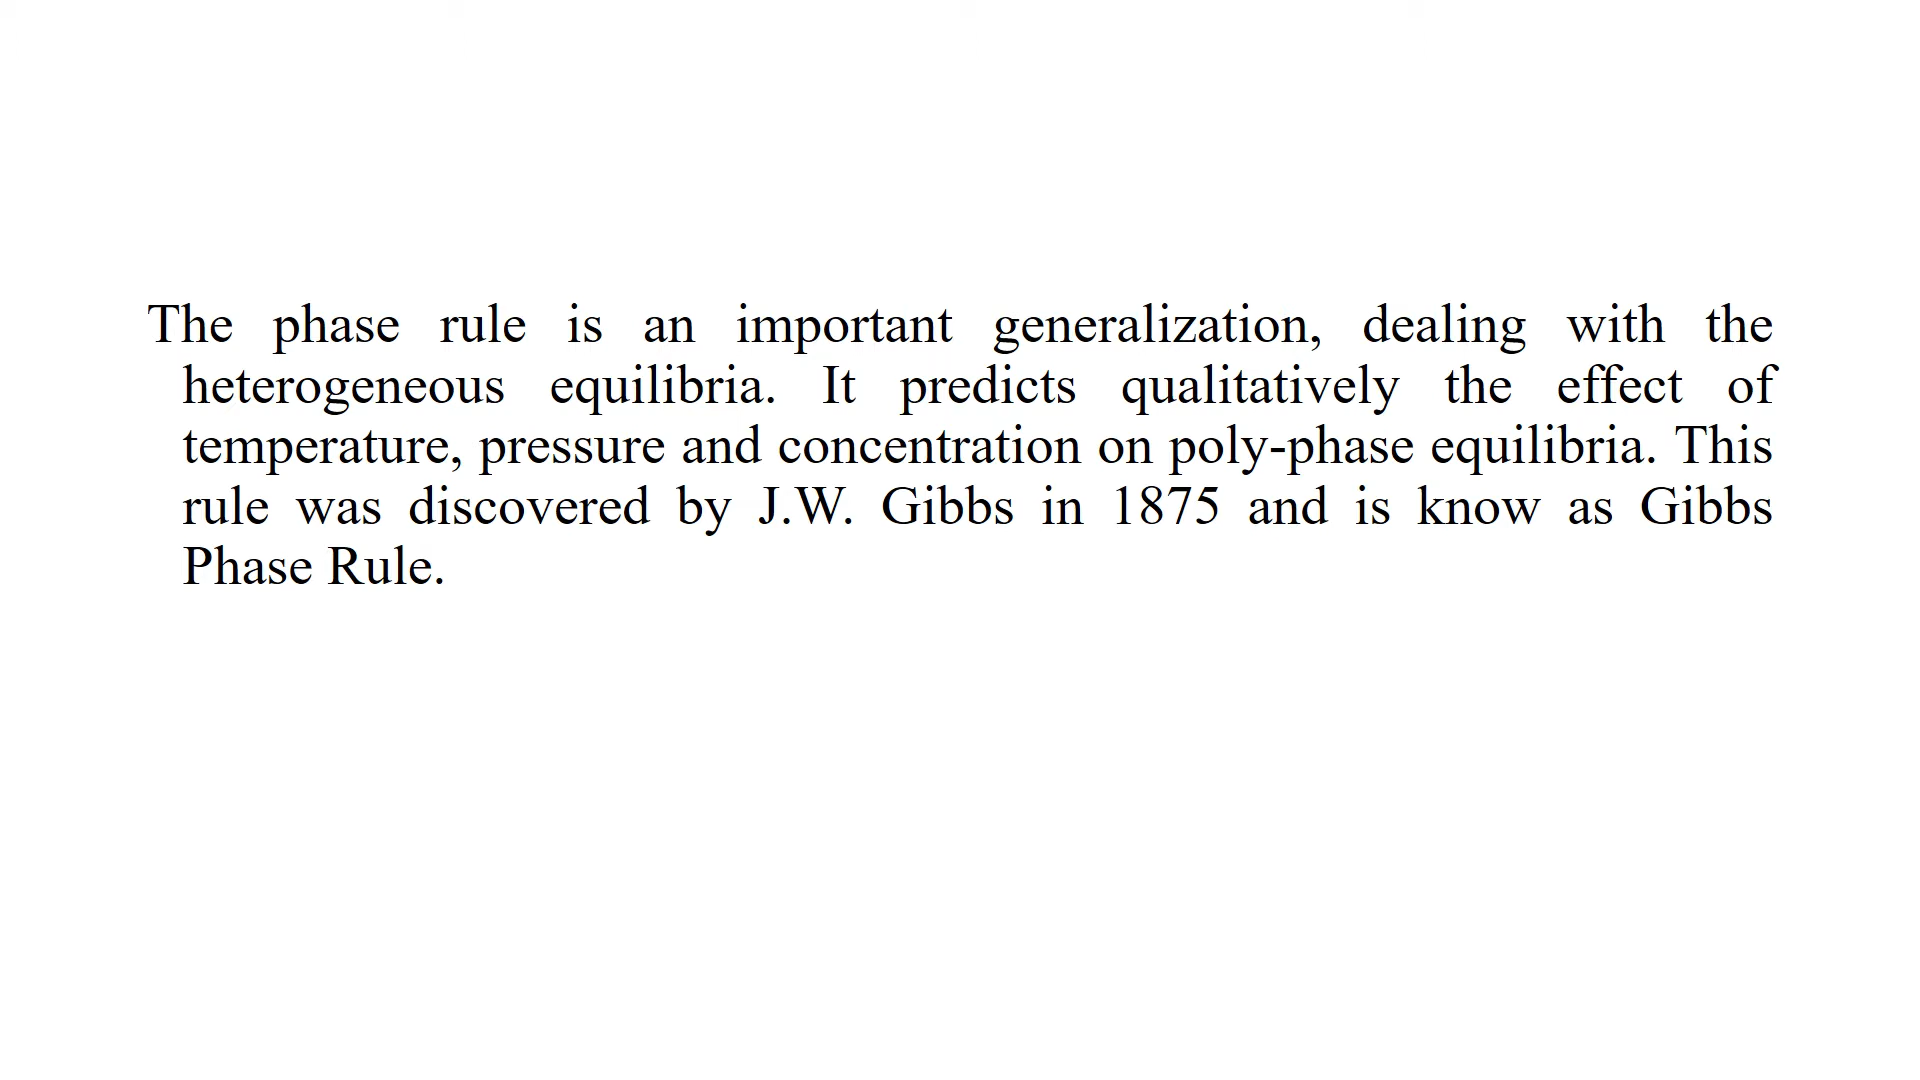 The phase rule is an important generalization, dealing with the
heterogeneous equilibria. It predicts qualitatively the effect of
temperature, pressure and concentration on poly-phase equilibria. This
rule was discovered by J.W. Gibbs in 1875 and is know as Gibbs
Phase Rule.